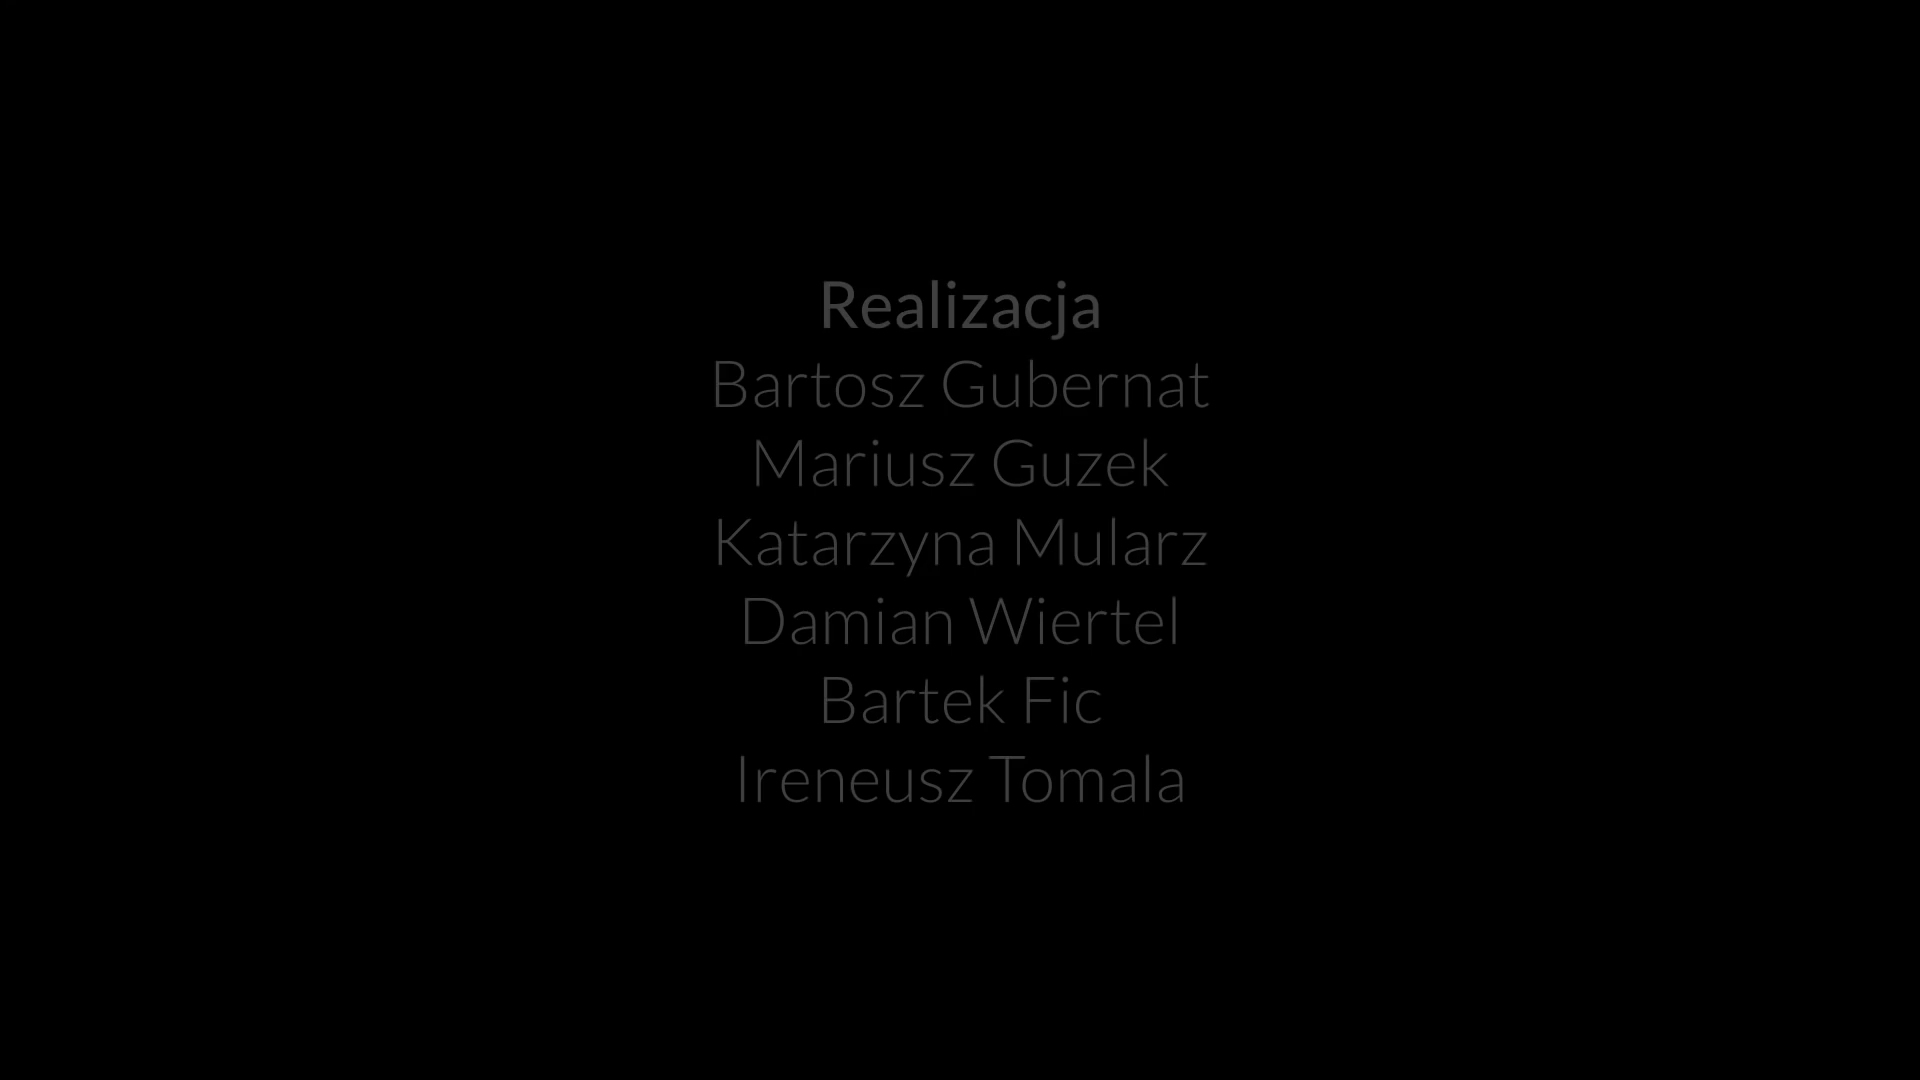 Realizacja
Bartosz Gubernat
Mariusz Guzek
Katarzyna Mularz
Damian Wiertel
Bartek Fic
Ireneusz Tomala